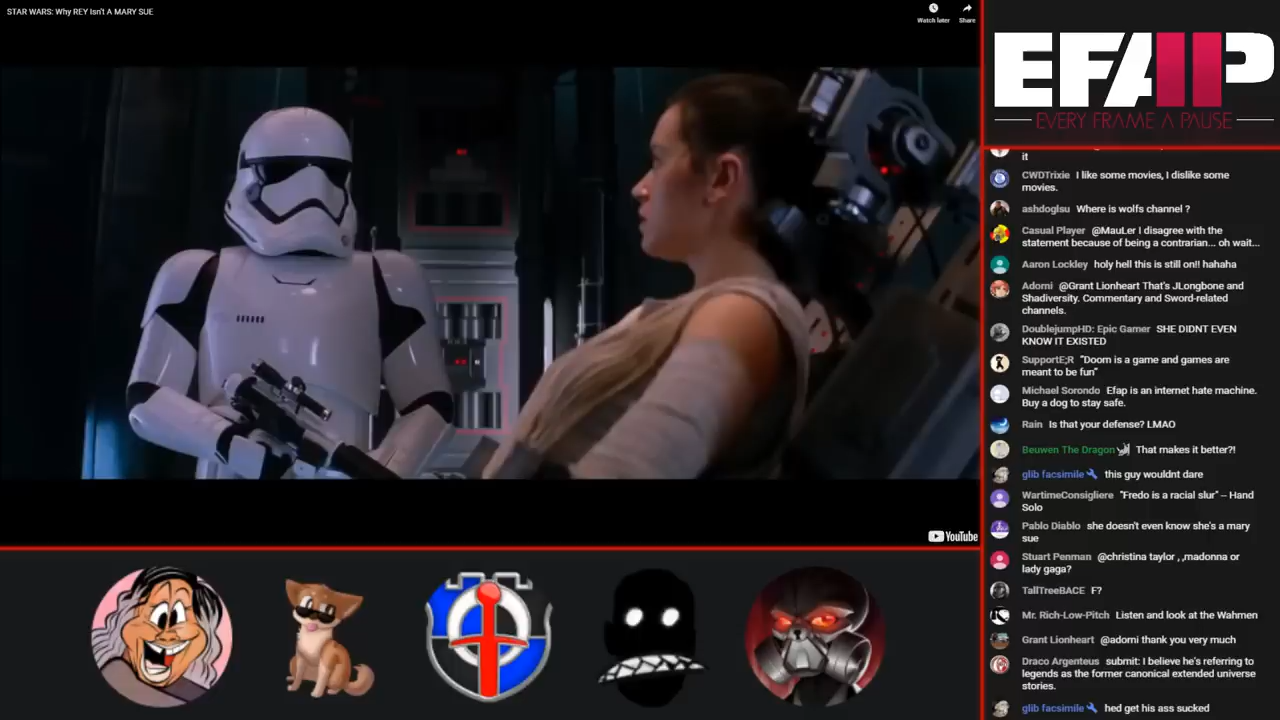 STAR WARS: Why REY Isn't A MARY SUE
Watch later
Share
YouTube
EFAP
EVERY FRAME A PAUSE
it
CWDTrixie I like some movies, I dislike some
movies.
ashdoglsu Where is wolfs channel ?
Casual Player @MauLer I disagree with the
statement because of being a contrarian... oh wait...
Aaron Lockley holy hell this is still on!! hahaha
Adorni @Grant Lionheart That's JLongbone and
Shadiversity. Commentary and Sword-related
channels.
DoublejumpHD: Epic Gamer SHE DIDNT EVEN
KNOW IT EXISTED
SupportE;R "Doom is a game and games are
meant to be fun"
Michael Sorondo Efap is an internet hate machine.
Buy a dog to stay safe.
Rain Is that your defense? LMAO
Beuwen The Dragon That makes it better?!
glib facsimile this guy wouldnt dare
WartimeConsigliere "Fredo is a racial slur" – Hand
Solo
Pablo Diablo she doesn't even know she's a mary
sue
Stuart Penman @christina taylor , ,madonna or
lady gaga?
TallTreeBACE F?
Mr. Rich-Low-Pitch Listen and look at the Wahmen
Grant Lionheart @adorni thank you very much
Draco Argenteus submit: I believe he's referring to
legends as the former canonical extended universe
stories.
glib facsimile hed get his ass sucked